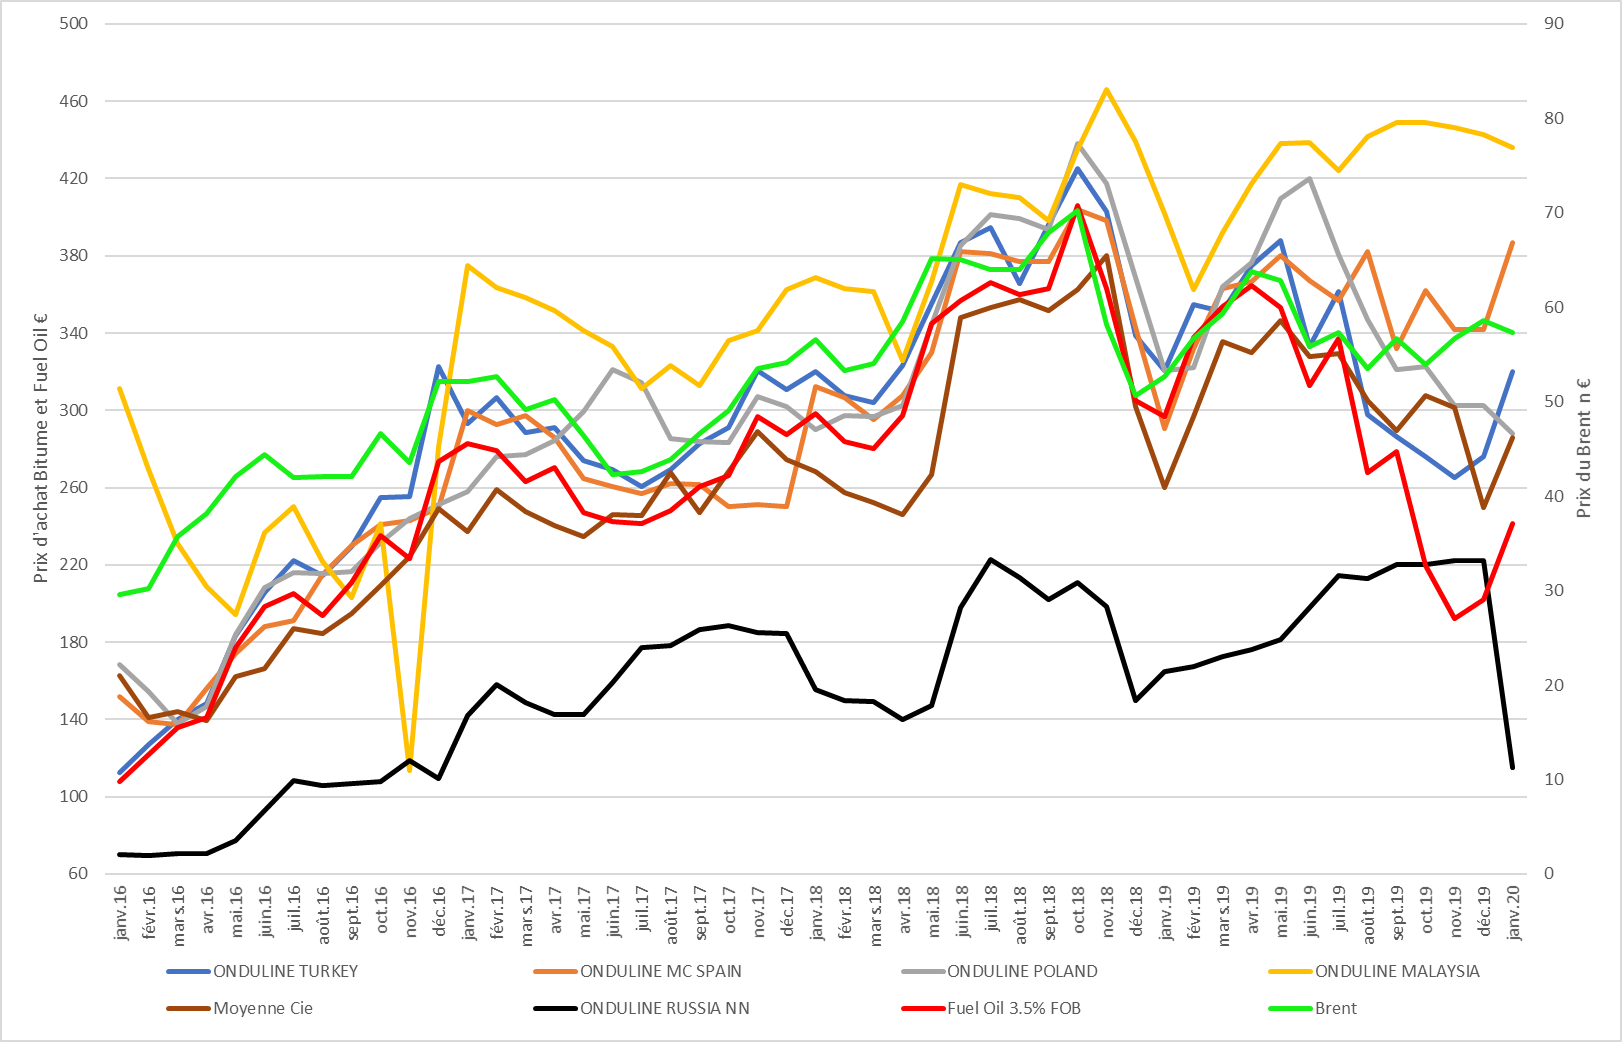 500
460
420
380
340
300
260
220
180
140
100
60
Prix d'achat Bitume et Fuel Oil €
90
80
70
60
50
40
30
20
10
0
Prix du Brent n €
janv.16
févr.16
mars.16
avr.16
mai.16
juin.16
juil.16
août.16
sept.16
oct.16
nov.16
déc.16
janv.17
févr.17
mars.17
avr.17
mai.17
juin.17
juil.17
août.17
sept.17
oct.17
nov.17
déc.17
janv.18
févr.18
mars.18
avr.18
mai.18
juin.18
juil.18
août.18
sept.18
oct.18
nov.18
déc.18
janv.19
févr.19
mars.19
avr.19
mai.19
juin.19
juil.19
août.19
sept.19
oct.19
nov.19
déc.19
janv.20
ONDULINE TURKEY
ONDULINE MC SPAIN
ONDULINE POLAND
ONDULINE MALAYSIA
Moyenne Cie
ONDULINE RUSSIA NN
Fuel Oil 3.5% FOB
Brent